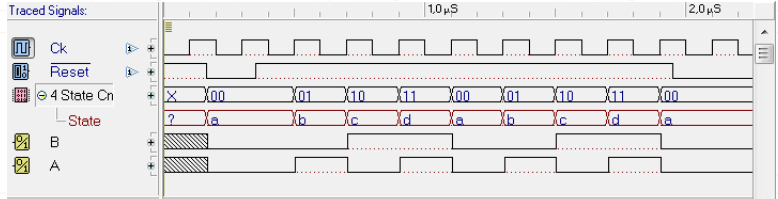 Traced Signals: 1,0 µS 2,0 µS
Ck
Reset
4 State Cn X 00 01 10 11 00 01 10 11 00
State ? a b c d a b c d a
B
A